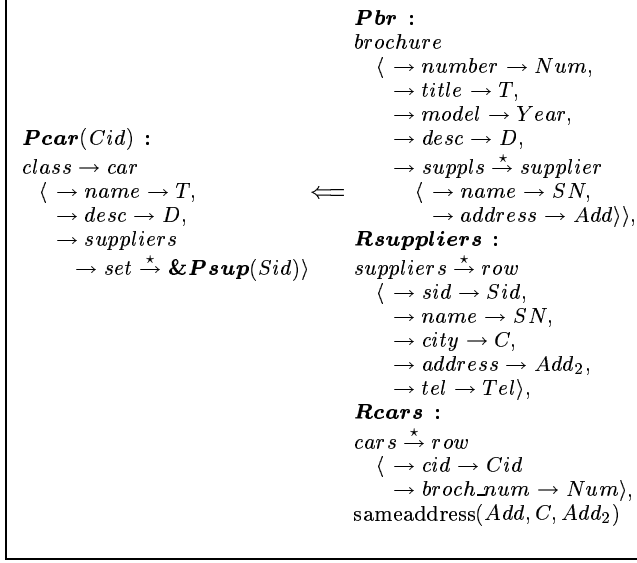 Pcar(Cid) :
class → car
⟨ → name → T,
→ desc → D,
→ suppliers
→ set →⋆ &Psup(Sid)⟩
⟸
Pbr :
brochure
⟨ → number → Num,
→ title → T,
→ model → Year,
→ desc → D,
→ suppls →⋆ supplier
⟨ → name → SN,
→ address → Add⟩⟩,
Rsuppliers :
suppliers →⋆ row
⟨ → sid → Sid,
→ name → SN,
→ city → C,
→ address → Add₂,
→ tel → Tel⟩,
Rcars :
cars →⋆ row
⟨ → cid → Cid
→ broch_num → Num⟩,
sameaddress(Add, C, Add₂)